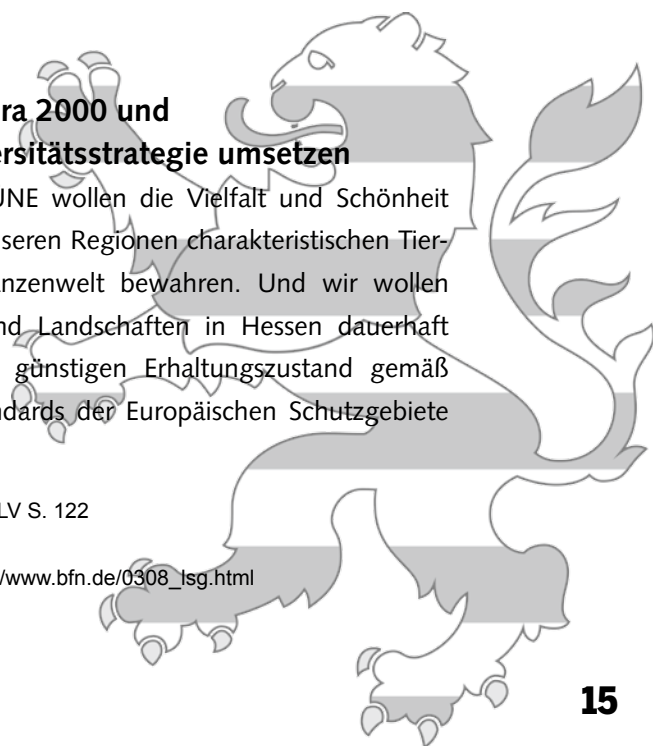 ra 2000 und
ersitätsstrategie umsetzen
UNE wollen die Vielfalt und Schönheit
seren Regionen charakteristischen Tier-
anzenwelt bewahren. Und wir wollen
nd Landschaften in Hessen dauerhaft
günstigen Erhaltungszustand gemäß
ndards der Europäischen Schutzgebiete
LV S. 122
/www.bfn.de/0308_lsg.html
15